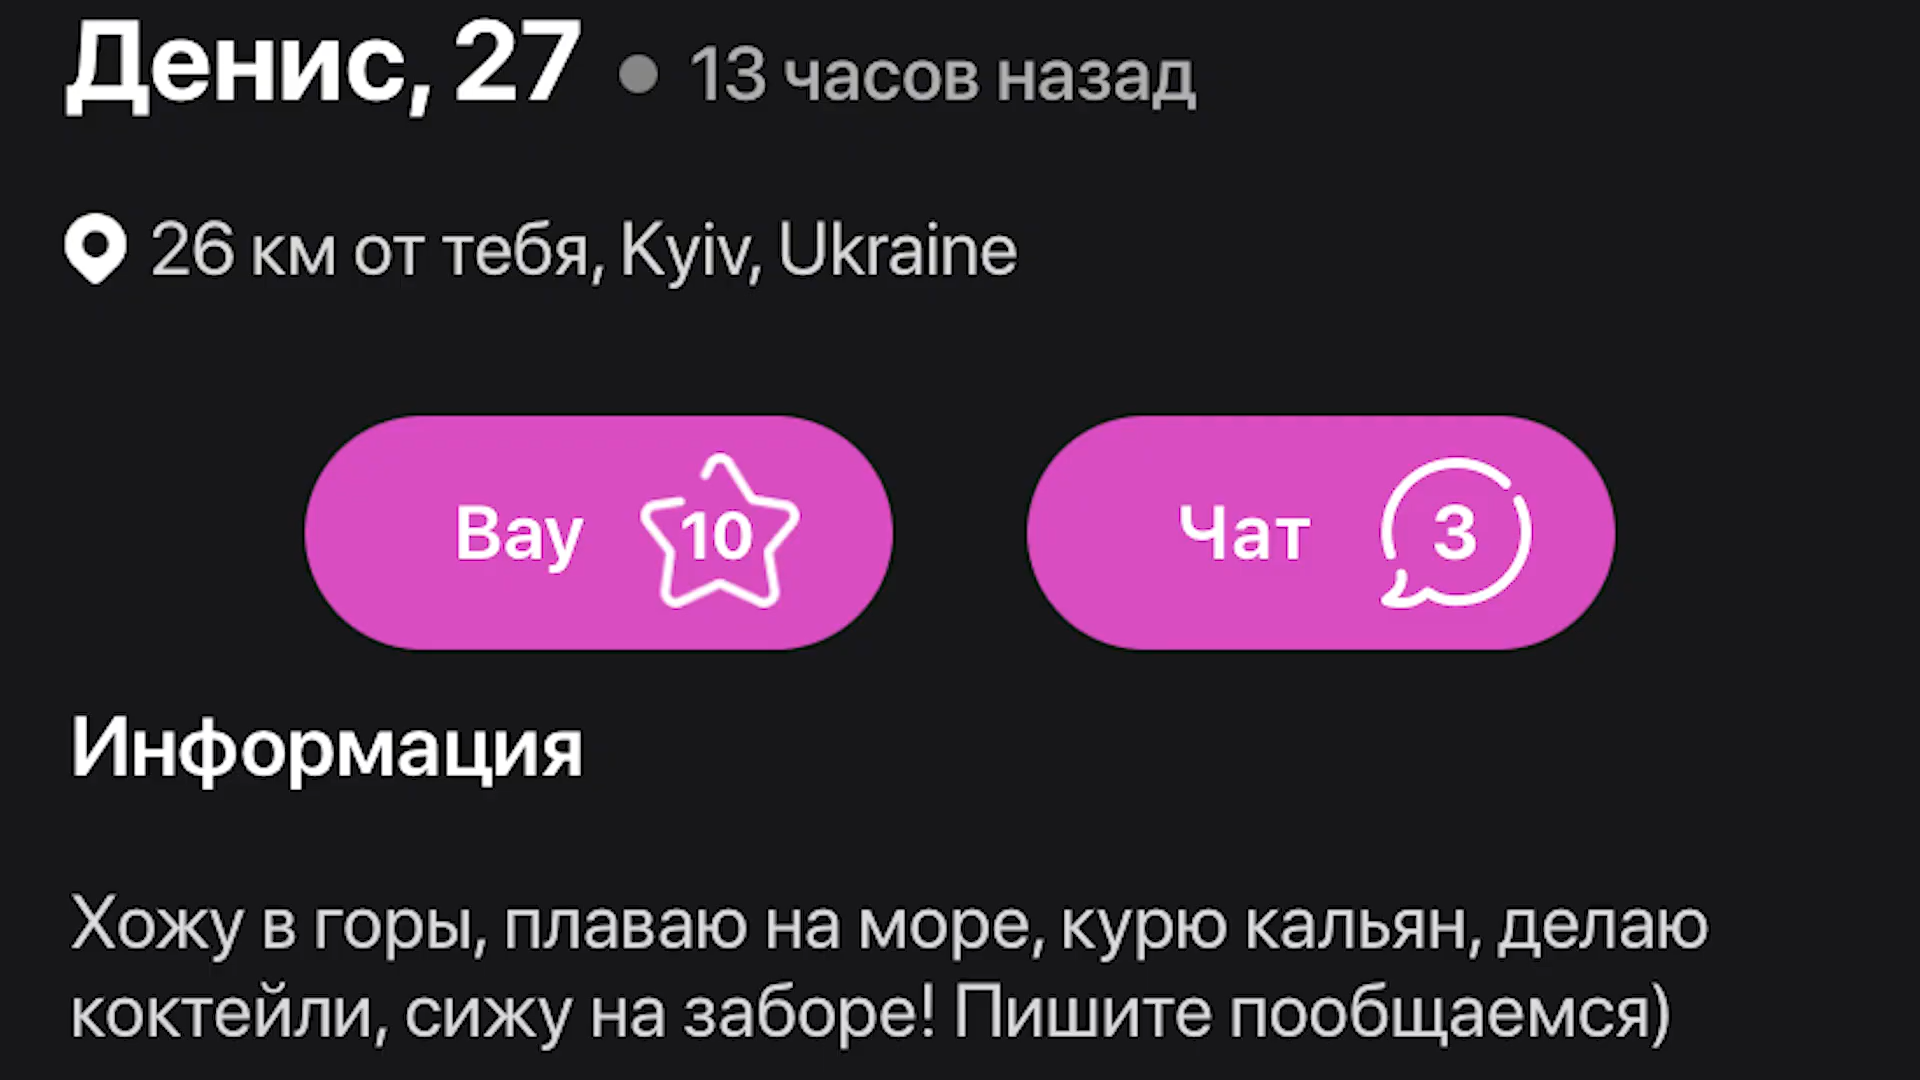 Денис, 27 ● 13 часов назад
26 км от тебя, Kyiv, Ukraine
Вау 10 Чат 3
Информация
Хожу в горы, плаваю на море, курю кальян, делаю
коктейли, сижу на заборе! Пишите пообщаемся)